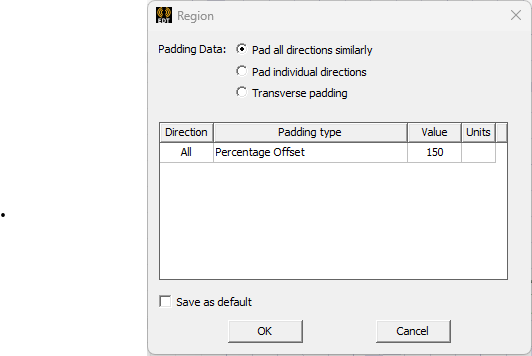 EDT Region
Padding Data: Pad all directions similarly
Pad individual directions
Transverse padding
Direction Padding type Value Units
All Percentage Offset 150
Save as default
OK Cancel